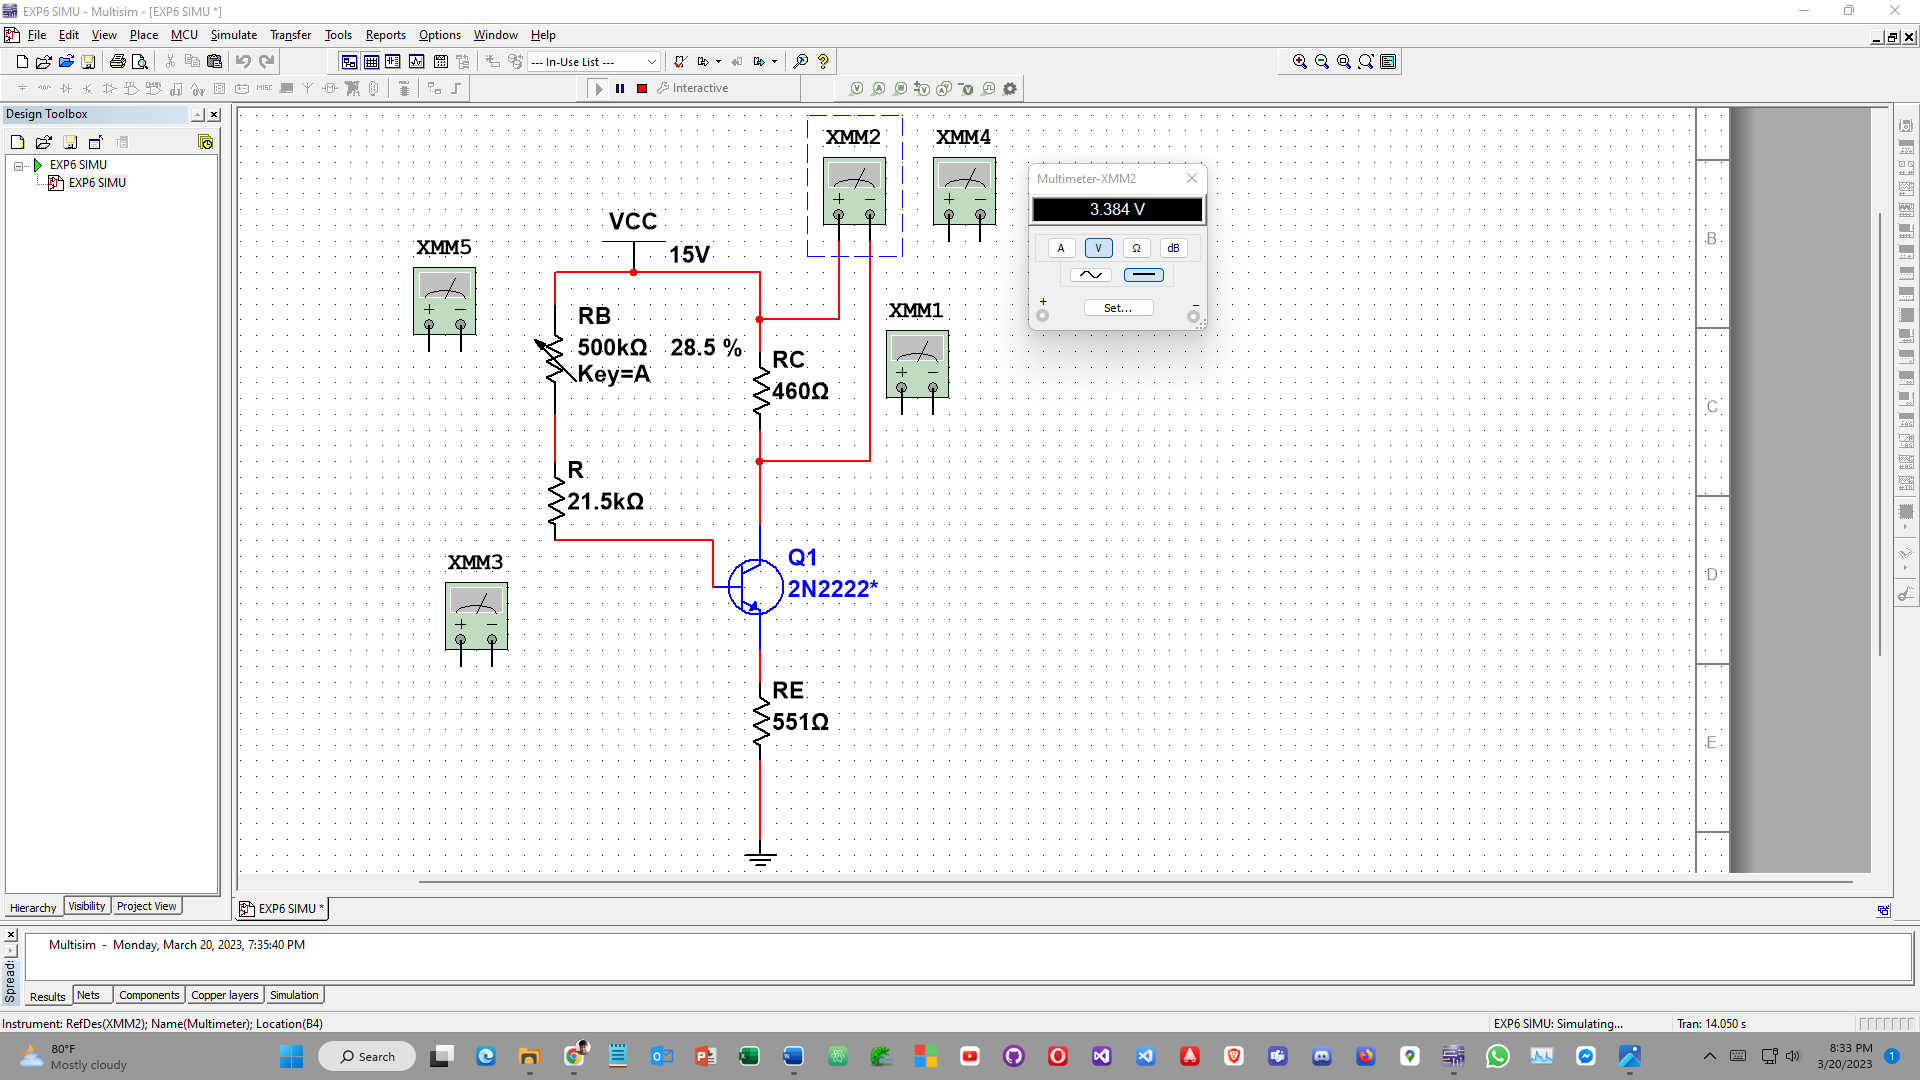 EXP6 SIMU - Multisim - [EXP6 SIMU *]
File Edit View Place MCU Simulate Transfer Tools Reports Options Window Help
--- In-Use List ---
Interactive
Design Toolbox
EXP6 SIMU
EXP6 SIMU
XMM2
XMM4
Multimeter-XMM2
3.384 V
A V Ω dB
+ Set... −
VCC
15V
XMM5
XMM1
RB
500kΩ 28.5 %
Key=A
RC
460Ω
R
21.5kΩ
XMM3
Q1
2N2222*
RE
551Ω
B
C
D
E
Hierarchy Visibility Project View
EXP6 SIMU *
Multisim - Monday, March 20, 2023, 7:35:40 PM
Results Nets Components Copper layers Simulation
Instrument: RefDes(XMM2); Name(Multimeter); Location(B4)
EXP6 SIMU: Simulating...
Tran: 14.050 s
80°F
Mostly cloudy
Search
8:33 PM
3/20/2023
1